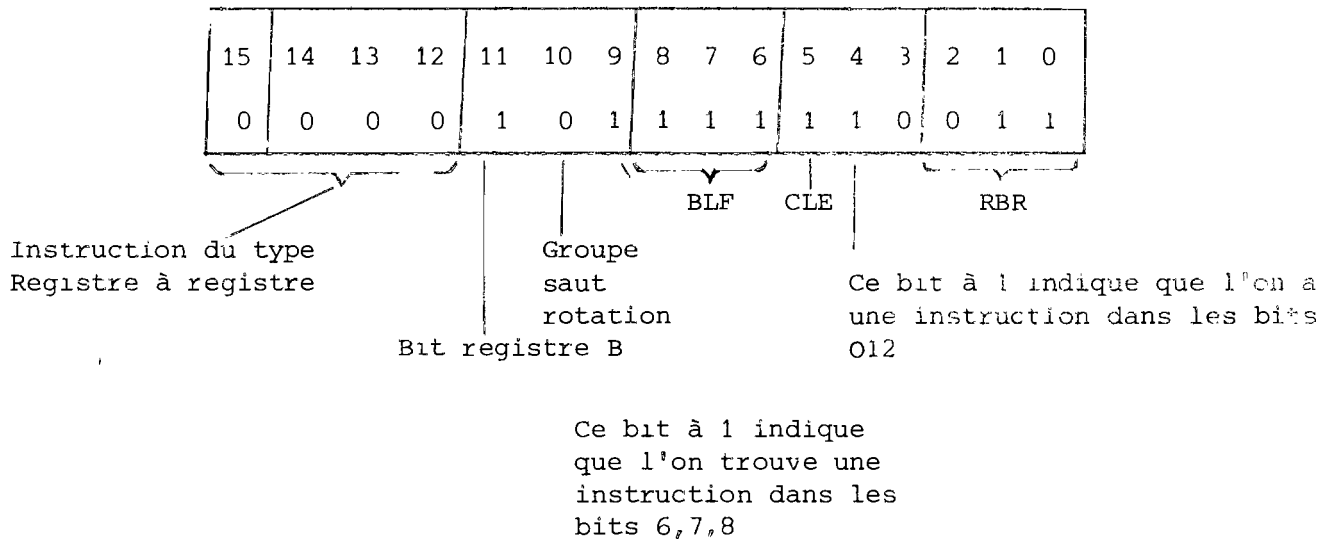 15 14 13 12 11 10 9 8 7 6 5 4 3 2 1 0
0 0 0 0 1 0 1 1 1 1 1 1 0 0 1 1
BLF CLE RBR
Instruction du type
Registre à registre
Groupe
saut
rotation
Bit registre B
Ce bit à 1 indique que l'on a
une instruction dans les bits
012
Ce bit à 1 indique
que l'on trouve une
instruction dans les
bits 6,7,8